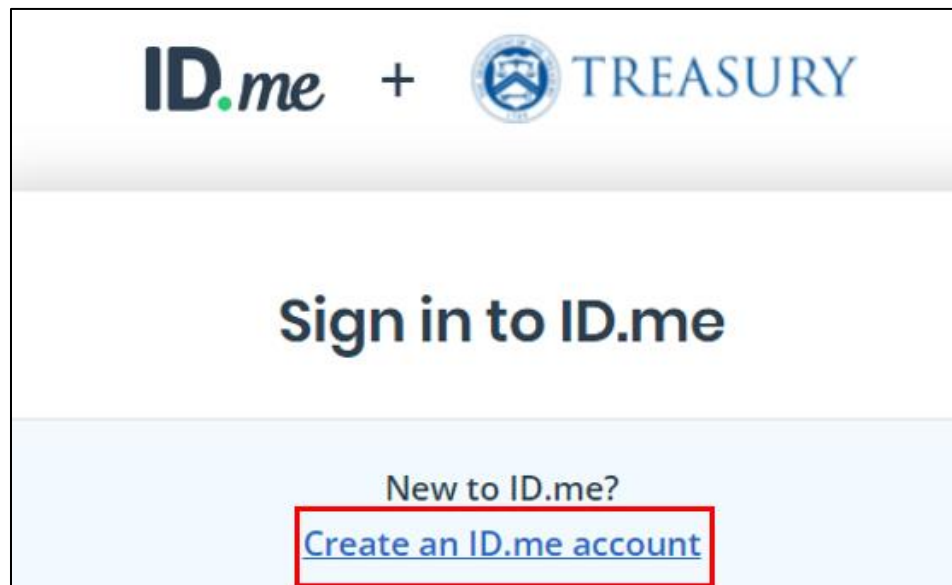 ID.me + TREASURY
Sign in to ID.me
New to ID.me?
Create an ID.me account